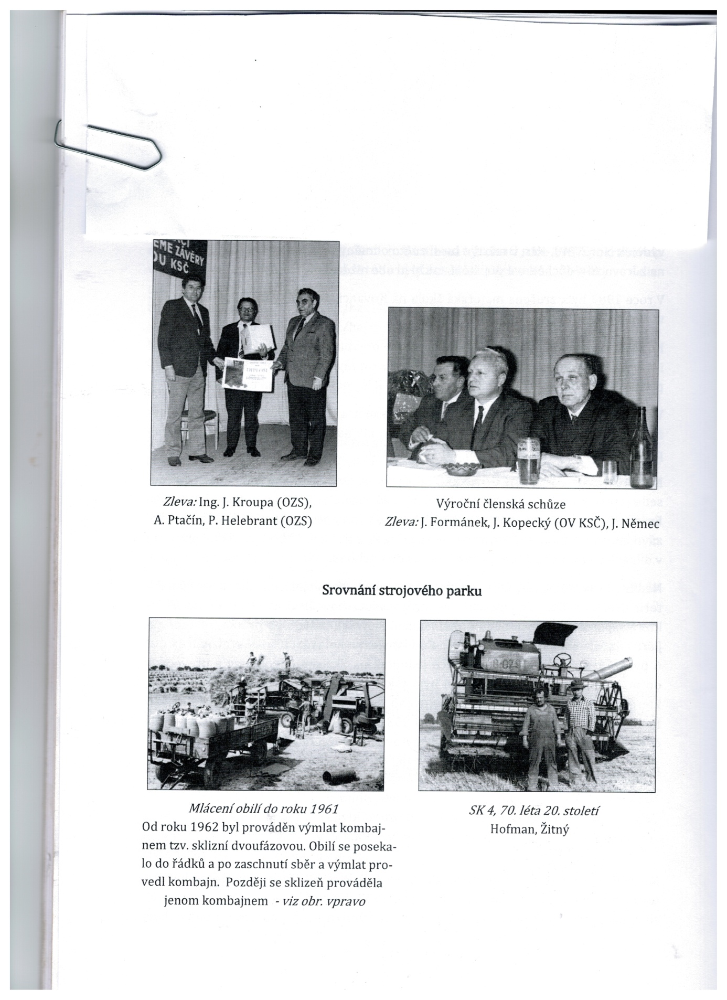 EME ZÁVĚRY
DU KSČ
DIPLOM
Zleva: Ing. J. Kroupa (OZS),
A. Ptačín, P. Helebrant (OZS)
Výroční členská schůze
Zleva: J. Formánek, J. Kopecký (OV KSČ), J. Němec
Srovnání strojového parku
Mlácení obilí do roku 1961
Od roku 1962 byl prováděn výmlat kombaj-
nem tzv. sklizní dvoufázovou. Obilí se poseka-
lo do řádků a po zaschnutí sběr a výmlat pro-
vedl kombajn. Později se sklizeň prováděla
jenom kombajnem - viz obr. vpravo
SK 4, 70. léta 20. století
Hofman, Žitný